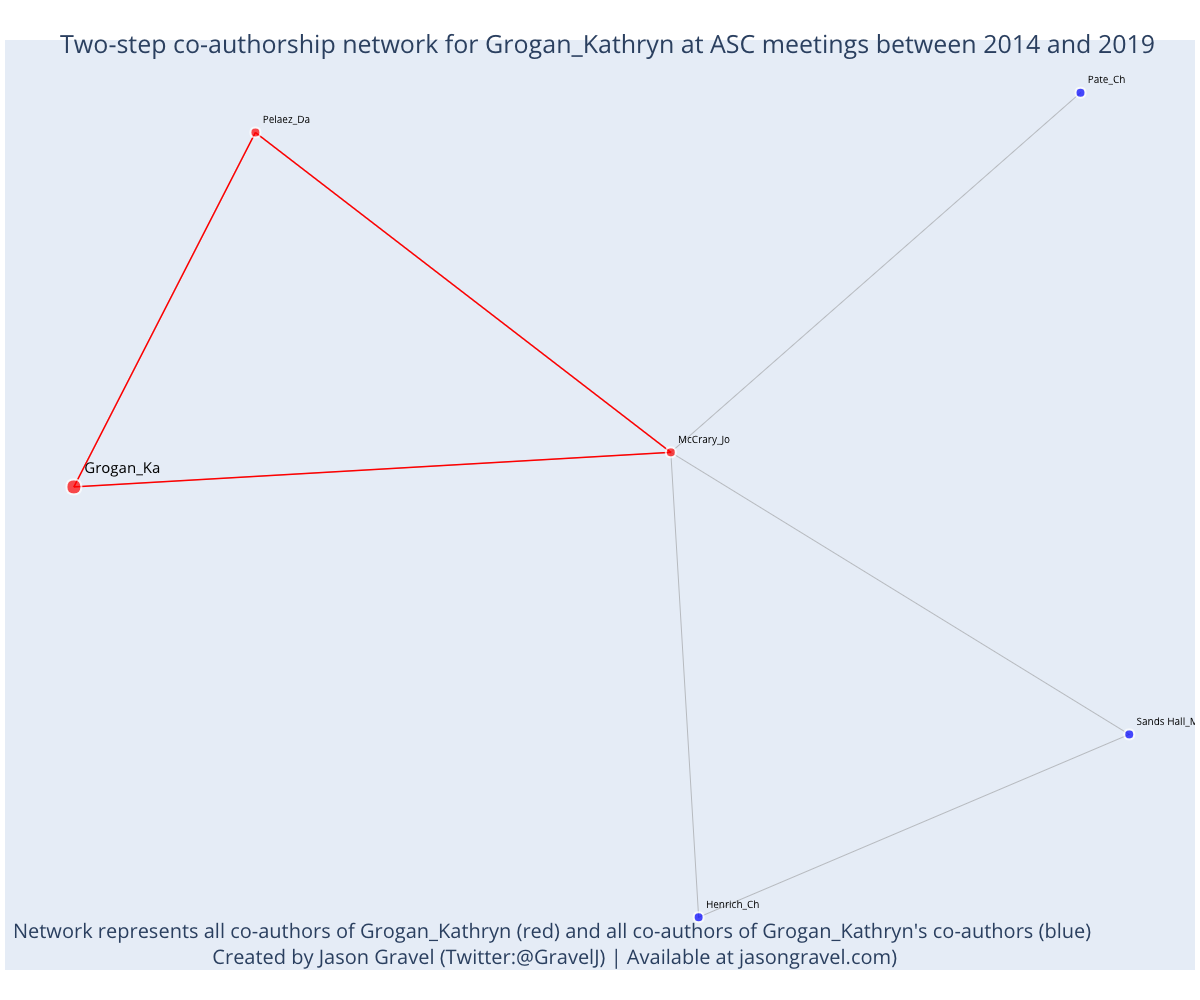 Two-step co-authorship network for Grogan_Kathryn at ASC meetings between 2014 and 2019
Pate_Ch
Pelaez_Da
McCrary_Jo
Grogan_Ka
Sands Hall_M
Henrich_Ch
Network represents all co-authors of Grogan_Kathryn (red) and all co-authors of Grogan_Kathryn's co-authors (blue)
Created by Jason Gravel (Twitter:@GravelJ) | Available at jasongravel.com)